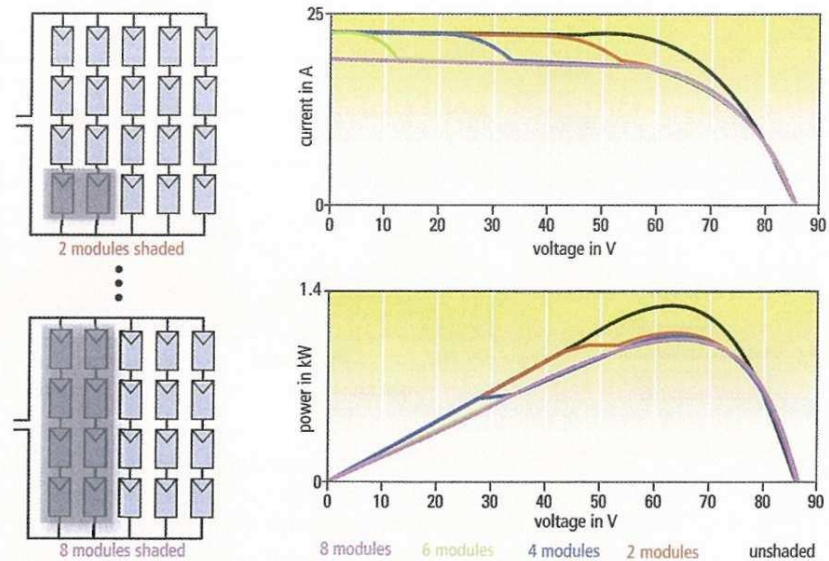 2 modules shaded
8 modules shaded
25
current in A
0
0 10 20 30 40 50 60 70 80 90
voltage in V
1.4
power in kW
0
0 10 20 30 40 50 60 70 80 90
voltage in V
8 modules 6 modules 4 modules 2 modules unshaded